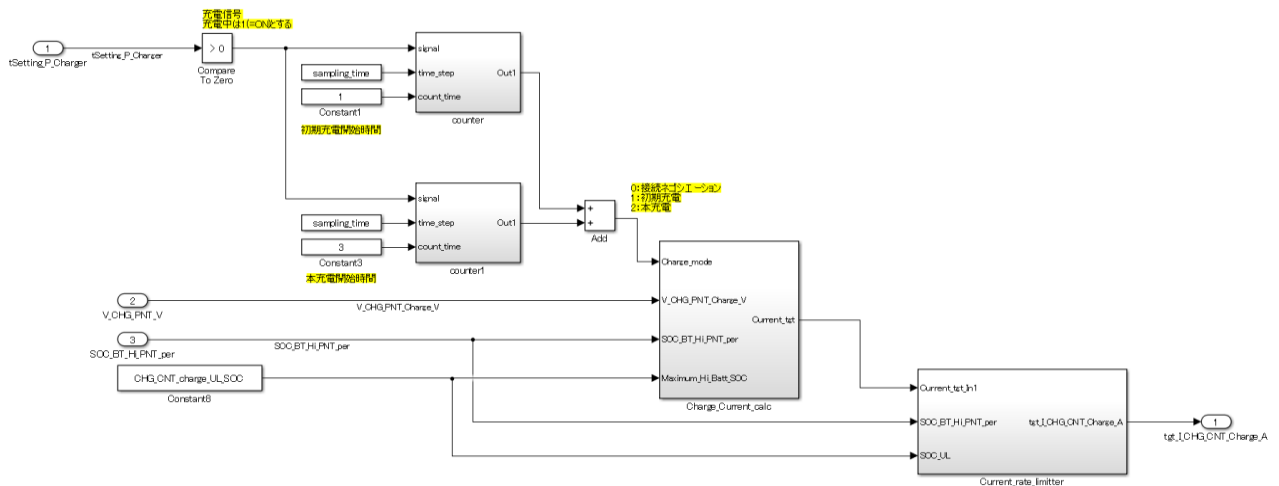 充電信号
充電中は1(=ON)とする
1
tSetting_P_Charger
tSetting_P_Charger
> 0
Compare
To Zero
signal
time_step
count_time
Out1
counter
sampling_time
1
Constant1
初期充電開始時間
signal
time_step
count_time
Out1
counter1
sampling_time
3
Constant3
本充電開始時間
+
+
Add
0:接続ネゴシエーション
1:初期充電
2:本充電
2
V_CHG_PNT_V
V_CHG_PNT_Charge_V
3
SOC_BT_Hi_PNT_per
SOC_BT_Hi_PNT_per
CHG_CNT_charge_UL_SOC
Constant8
Charge_mode
V_CHG_PNT_Charge_V
SOC_BT_Hi_PNT_per
Maximum_Hi_Batt_SOC
Current_tgt
Charge_Current_calc
Current_tgt_In1
SOC_BT_Hi_PNT_per
SOC_UL
tgt_I_CHG_CNT_Charge_A
Current_rate_limitter
1
tgt_I_CHG_CNT_Charge_A